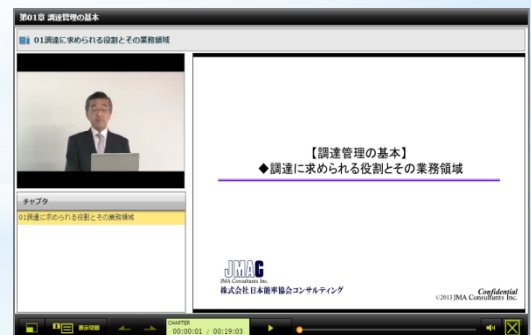 第01章 調達管理の基本
01調達に求められる役割とその業務領域
【調達管理の基本】
◆調達に求められる役割とその業務領域
チャプタ
01調達に求められる役割とその業務領域
JMAC
JMA Consultants Inc.
株式会社日本能率協会コンサルティング
Confidential
©2013 JMA Consultants Inc.
表示切替
CHAPTER
00:00:01 / 00:19:03